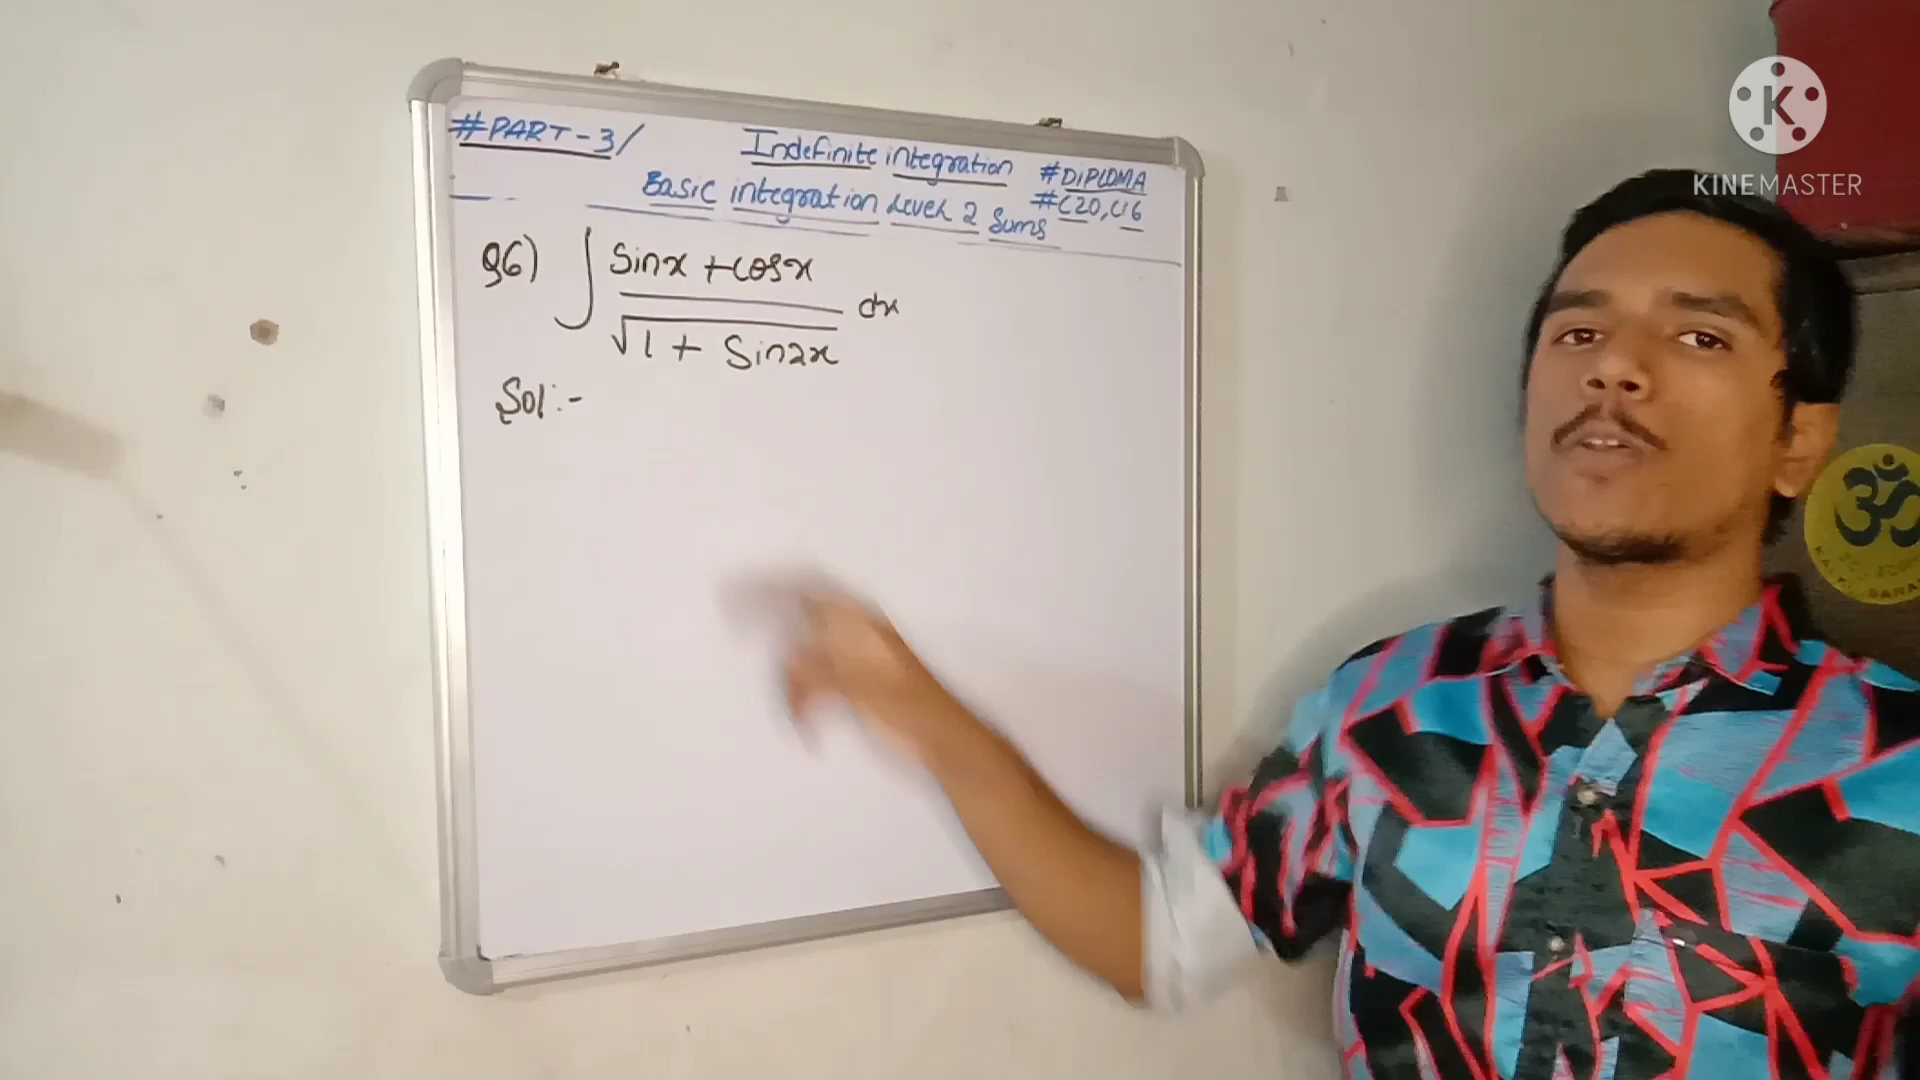 #PART-3/
Indefinite integration #DIPLOMA
Basic integration Level 2 Sums #C20, C16
Q6) ∫ Sinx + cosx / √1 + Sin2x dx
Sol:-
K
KINEMASTER
ॐ